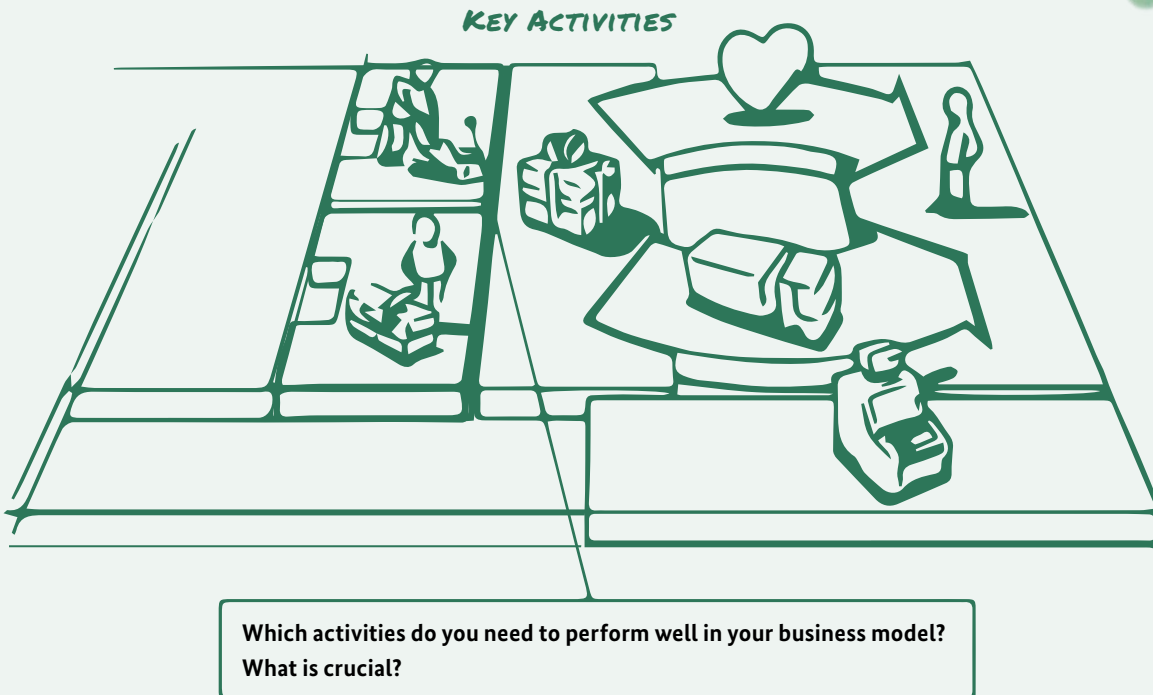 KEY ACTIVITIES
Which activities do you need to perform well in your business model?
What is crucial?